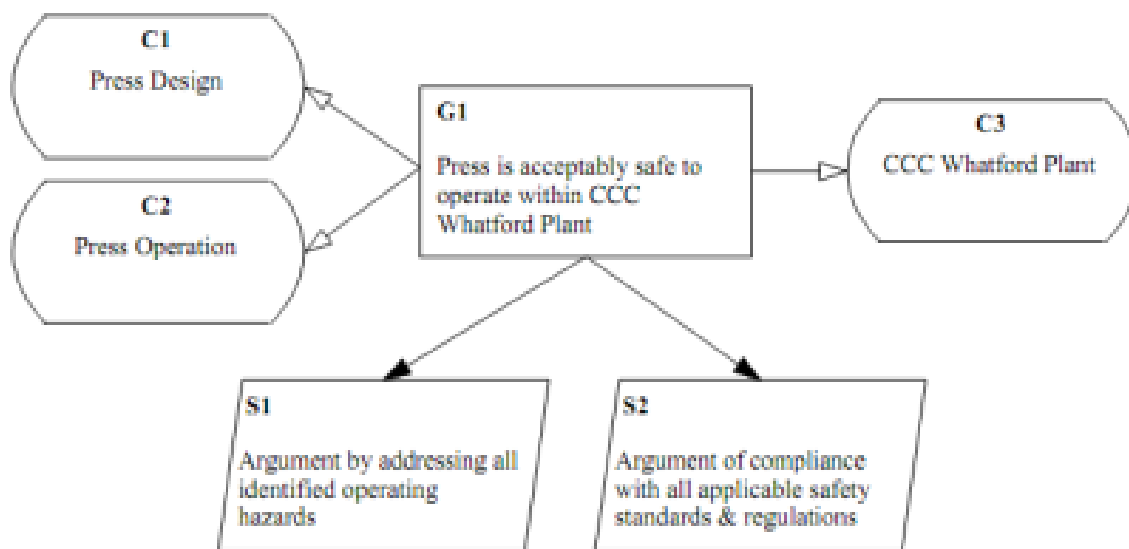 C1
Press Design
G1
Press is acceptably safe to
operate within CCC
Whatford Plant
C3
CCC Whatford Plant
C2
Press Operation
S1
Argument by addressing all
identified operating
hazards
S2
Argument of compliance
with all applicable safety
standards & regulations